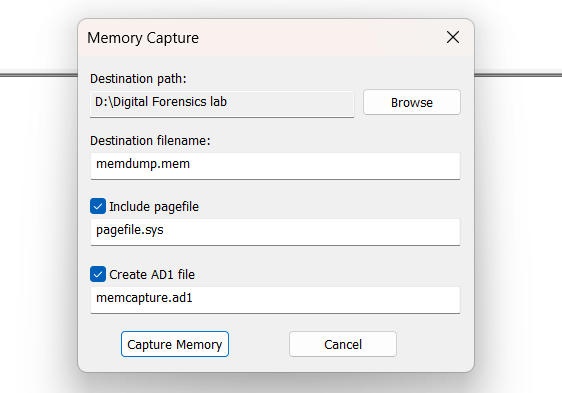 Memory Capture
Destination path:
D:\Digital Forensics lab
Browse
Destination filename:
memdump.mem
Include pagefile
pagefile.sys
Create AD1 file
memcapture.ad1
Capture Memory
Cancel